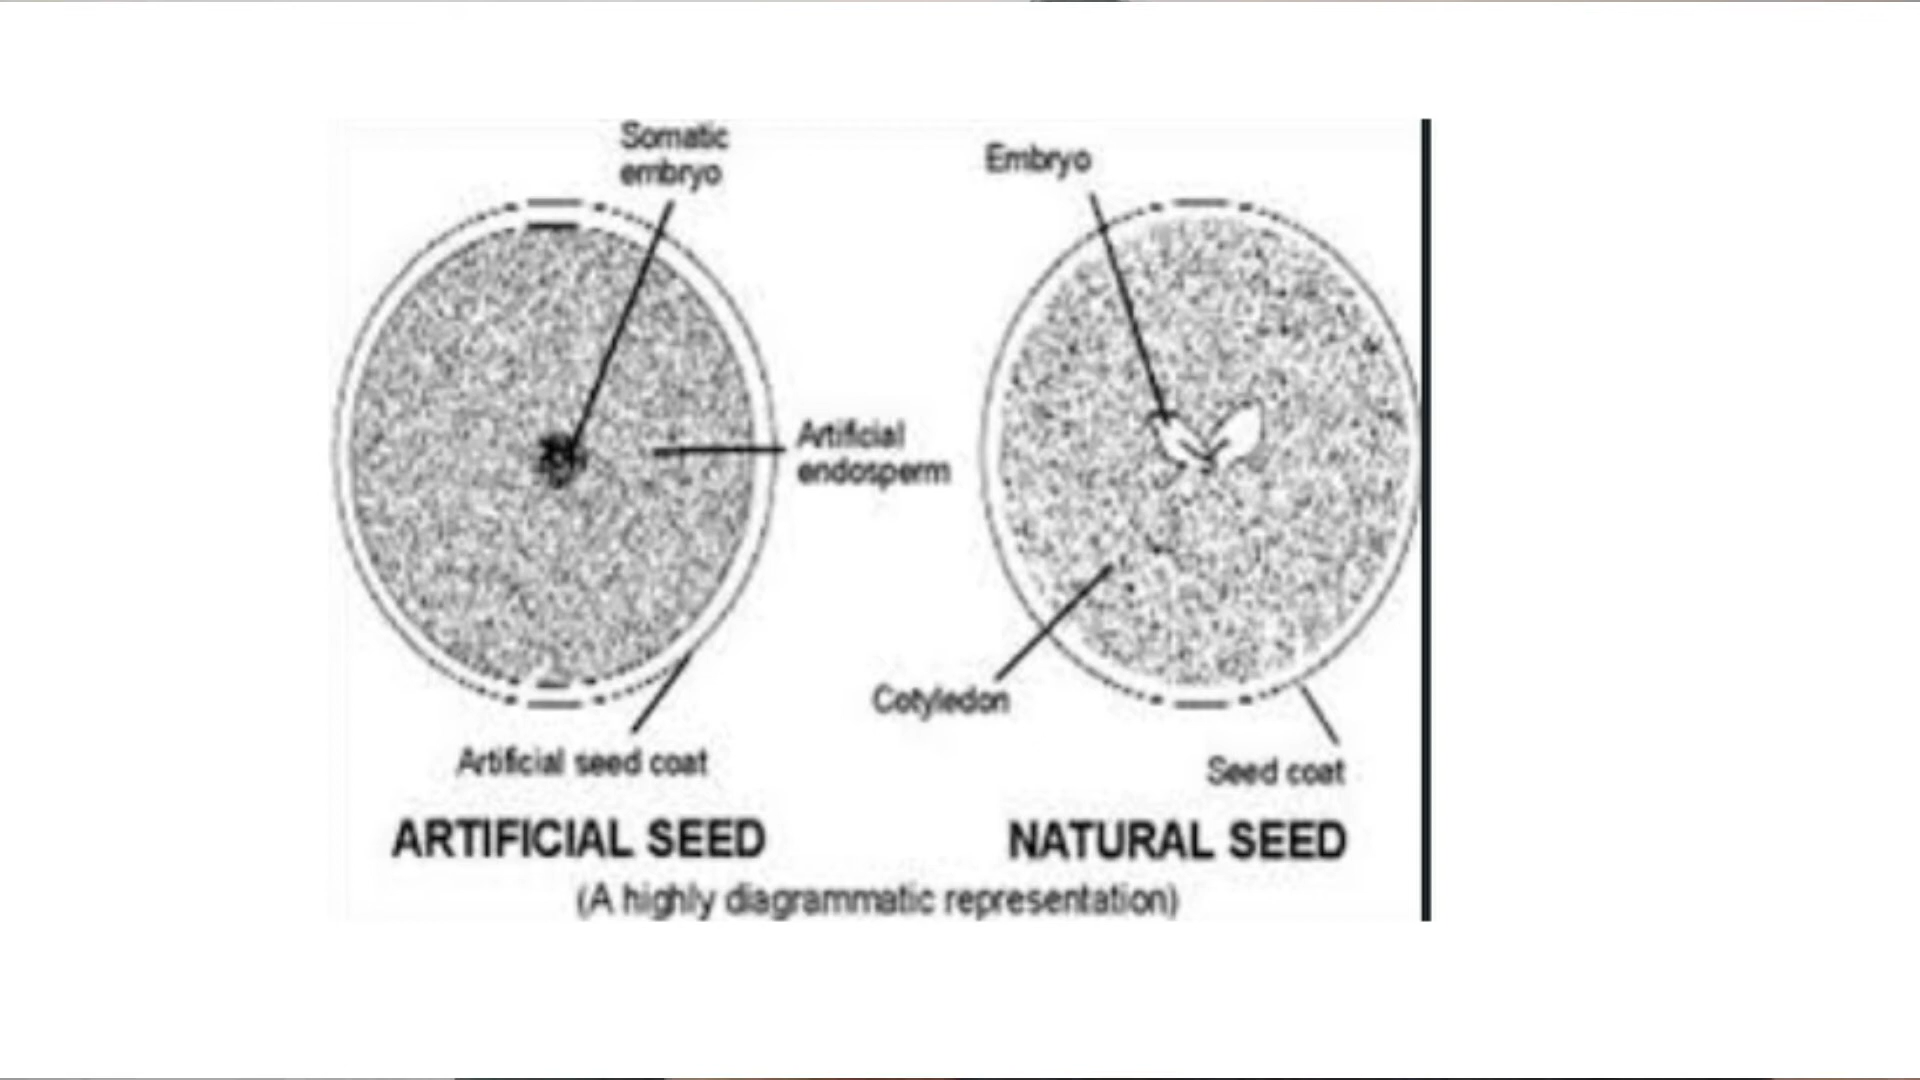 Somatic
embryo
Embryo
Artificial
endosperm
Cotyledon
Artificial seed coat
Seed coat
ARTIFICIAL SEED
NATURAL SEED
(A highly diagrammatic representation)